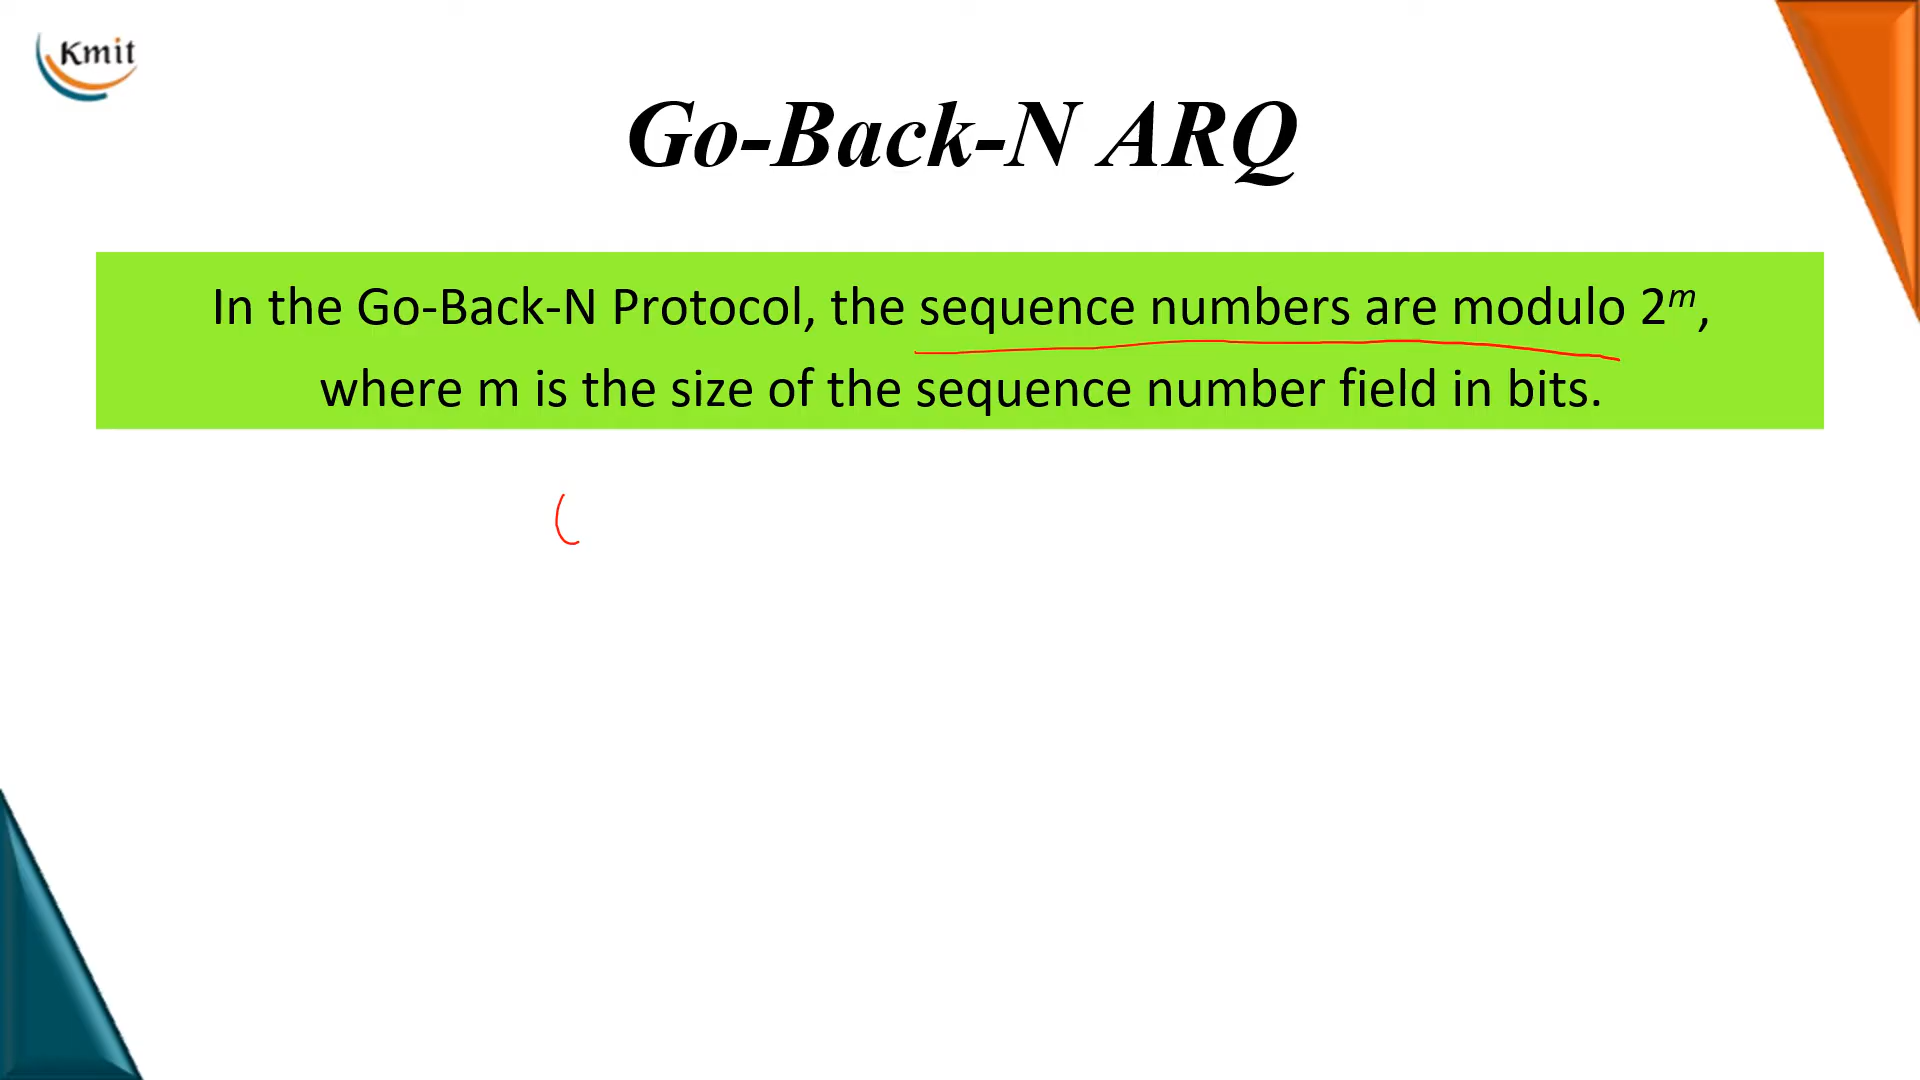 Kmit
Go-Back-N ARQ
In the Go-Back-N Protocol, the sequence numbers are modulo 2ᵐ,
where m is the size of the sequence number field in bits.